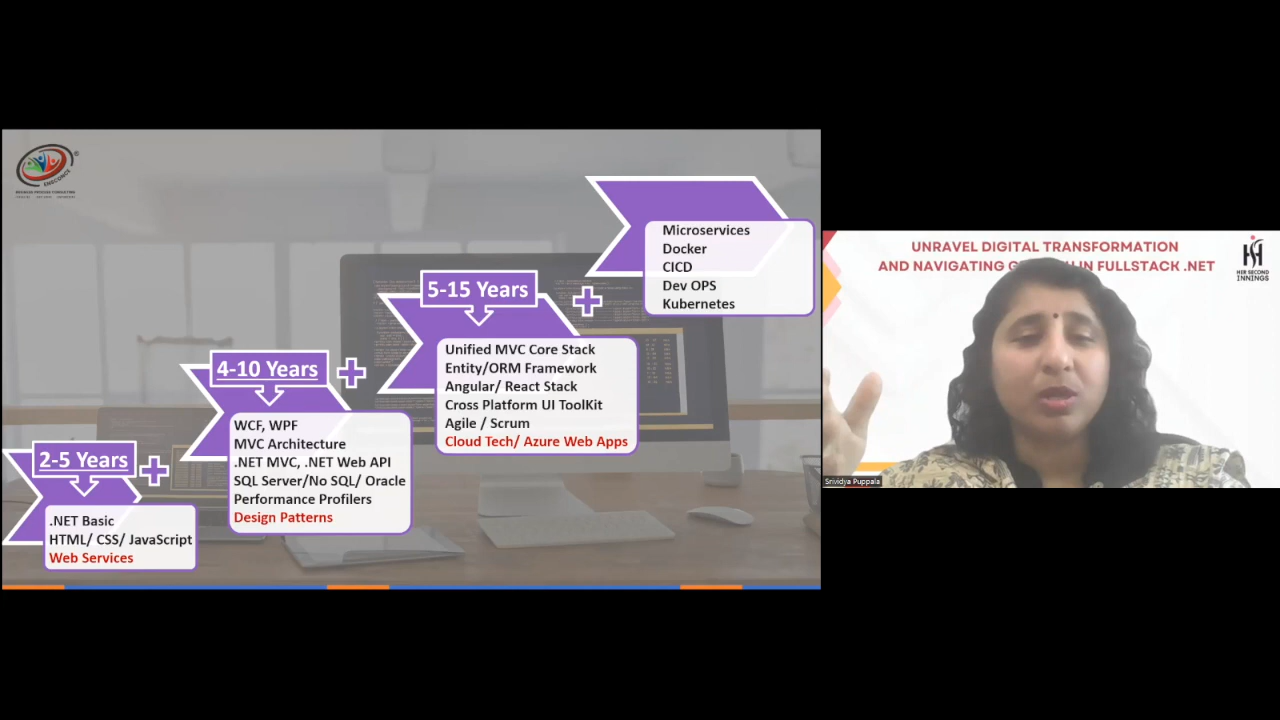 ENSCUNCE
2-5 Years
.NET Basic
HTML/ CSS/ JavaScript
Web Services
4-10 Years
WCF, WPF
MVC Architecture
.NET MVC, .NET Web API
SQL Server/No SQL/ Oracle
Performance Profilers
Design Patterns
5-15 Years
Unified MVC Core Stack
Entity/ORM Framework
Angular/ React Stack
Cross Platform UI ToolKit
Agile / Scrum
Cloud Tech/ Azure Web Apps
Microservices
Docker
CICD
Dev OPS
Kubernetes
UNRAVEL DIGITAL TRANSFORMATION
AND NAVIGATING IN FULLSTACK .NET
HER SECOND
INNINGS
Srividya Puppala